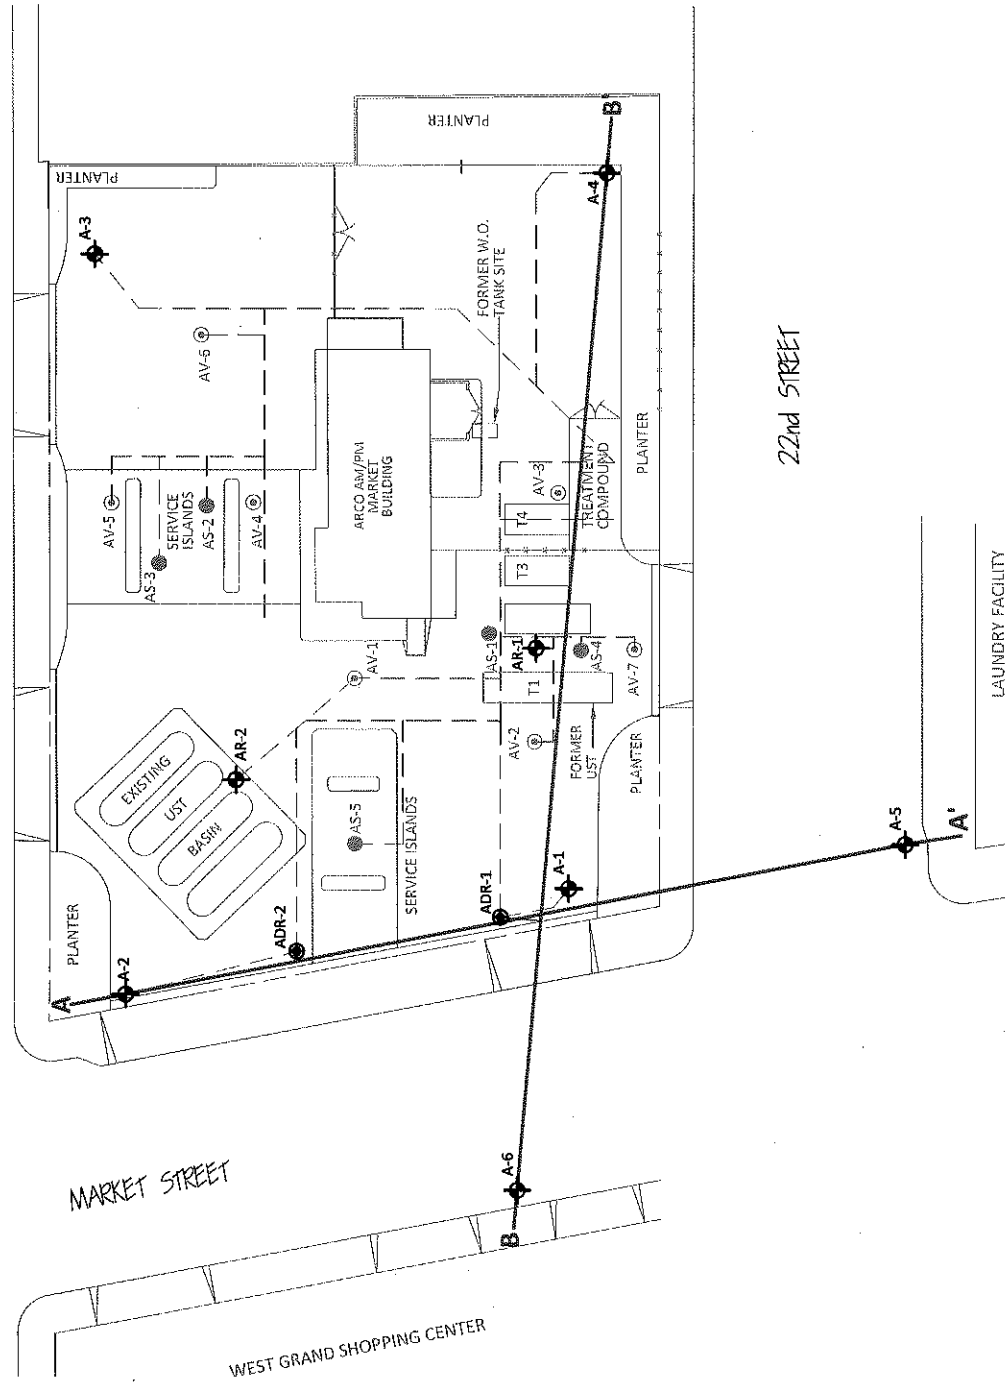 PLANTER
PLANTER
A-3
A-4
B
FORMER W.O.
TANK SITE
AV-6
22nd STREET
PLANTER
ARCO AM/PM
MARKET
BUILDING
AV-5
SERVICE
ISLANDS
AS-2
AV-4
AS-3
AV-3
T4
TREATMENT
COMPOUND
T3
AS-1
AR-1
AS-4
AV-7
T1
AV-1
AV-2
FORMER
UST
PLANTER
EXISTING
UST
BASIN
AR-2
AS-5
SERVICE ISLANDS
PLANTER
ADR-2
ADR-1
A-1
A-5
A'
LAUNDRY FACILITY
A
A-2
MARKET STREET
A-6
B
WEST GRAND SHOPPING CENTER